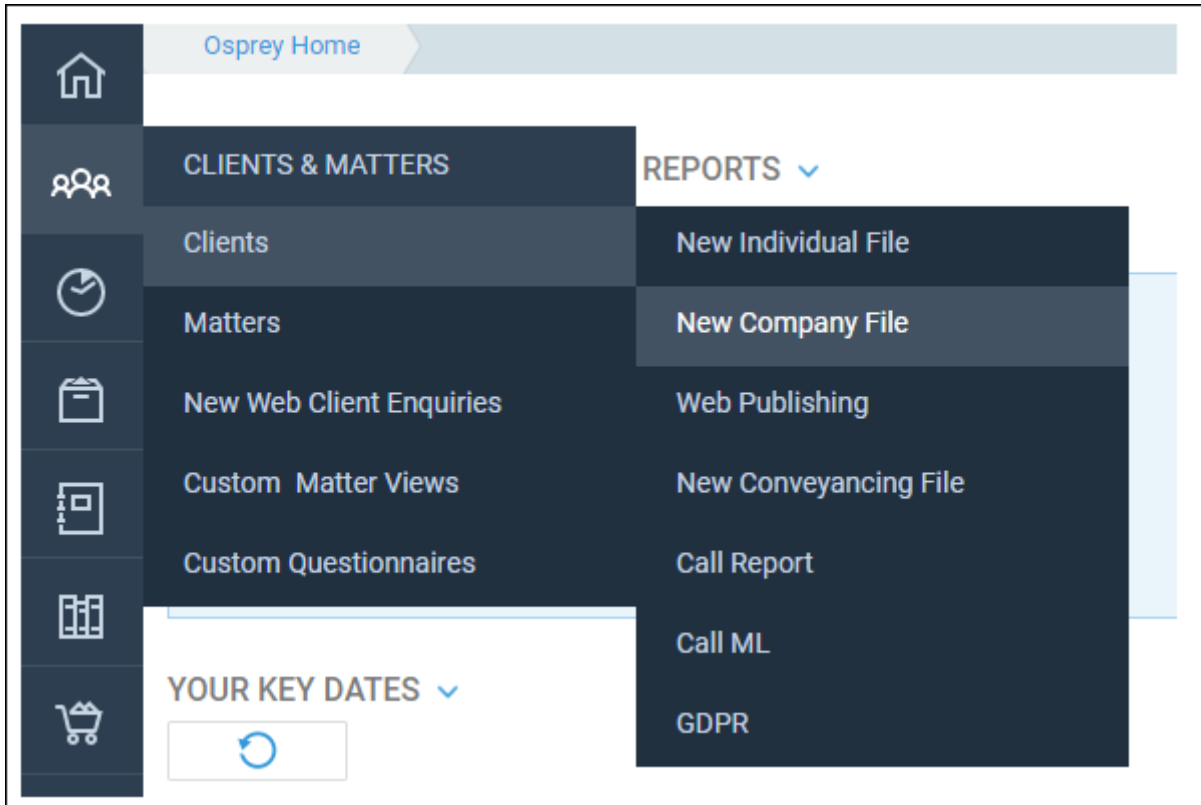 Osprey Home
CLIENTS & MATTERS
REPORTS
Clients
New Individual File
Matters
New Company File
New Web Client Enquiries
Web Publishing
Custom  Matter Views
New Conveyancing File
Custom Questionnaires
Call Report
Call ML
YOUR KEY DATES
GDPR